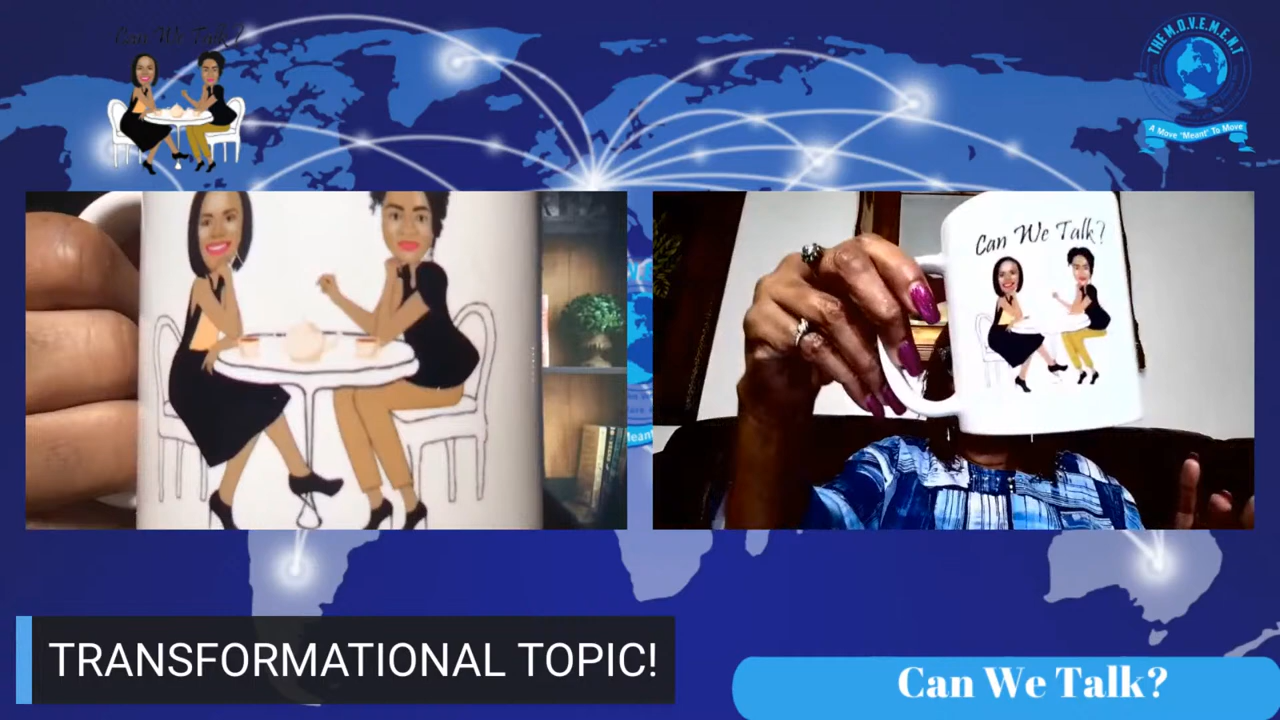 Can We Talk?
THE M.O.V.E.M.E.N.T
A Move "Meant" To Move
Can We Talk?
TRANSFORMATIONAL TOPIC!
Can We Talk?